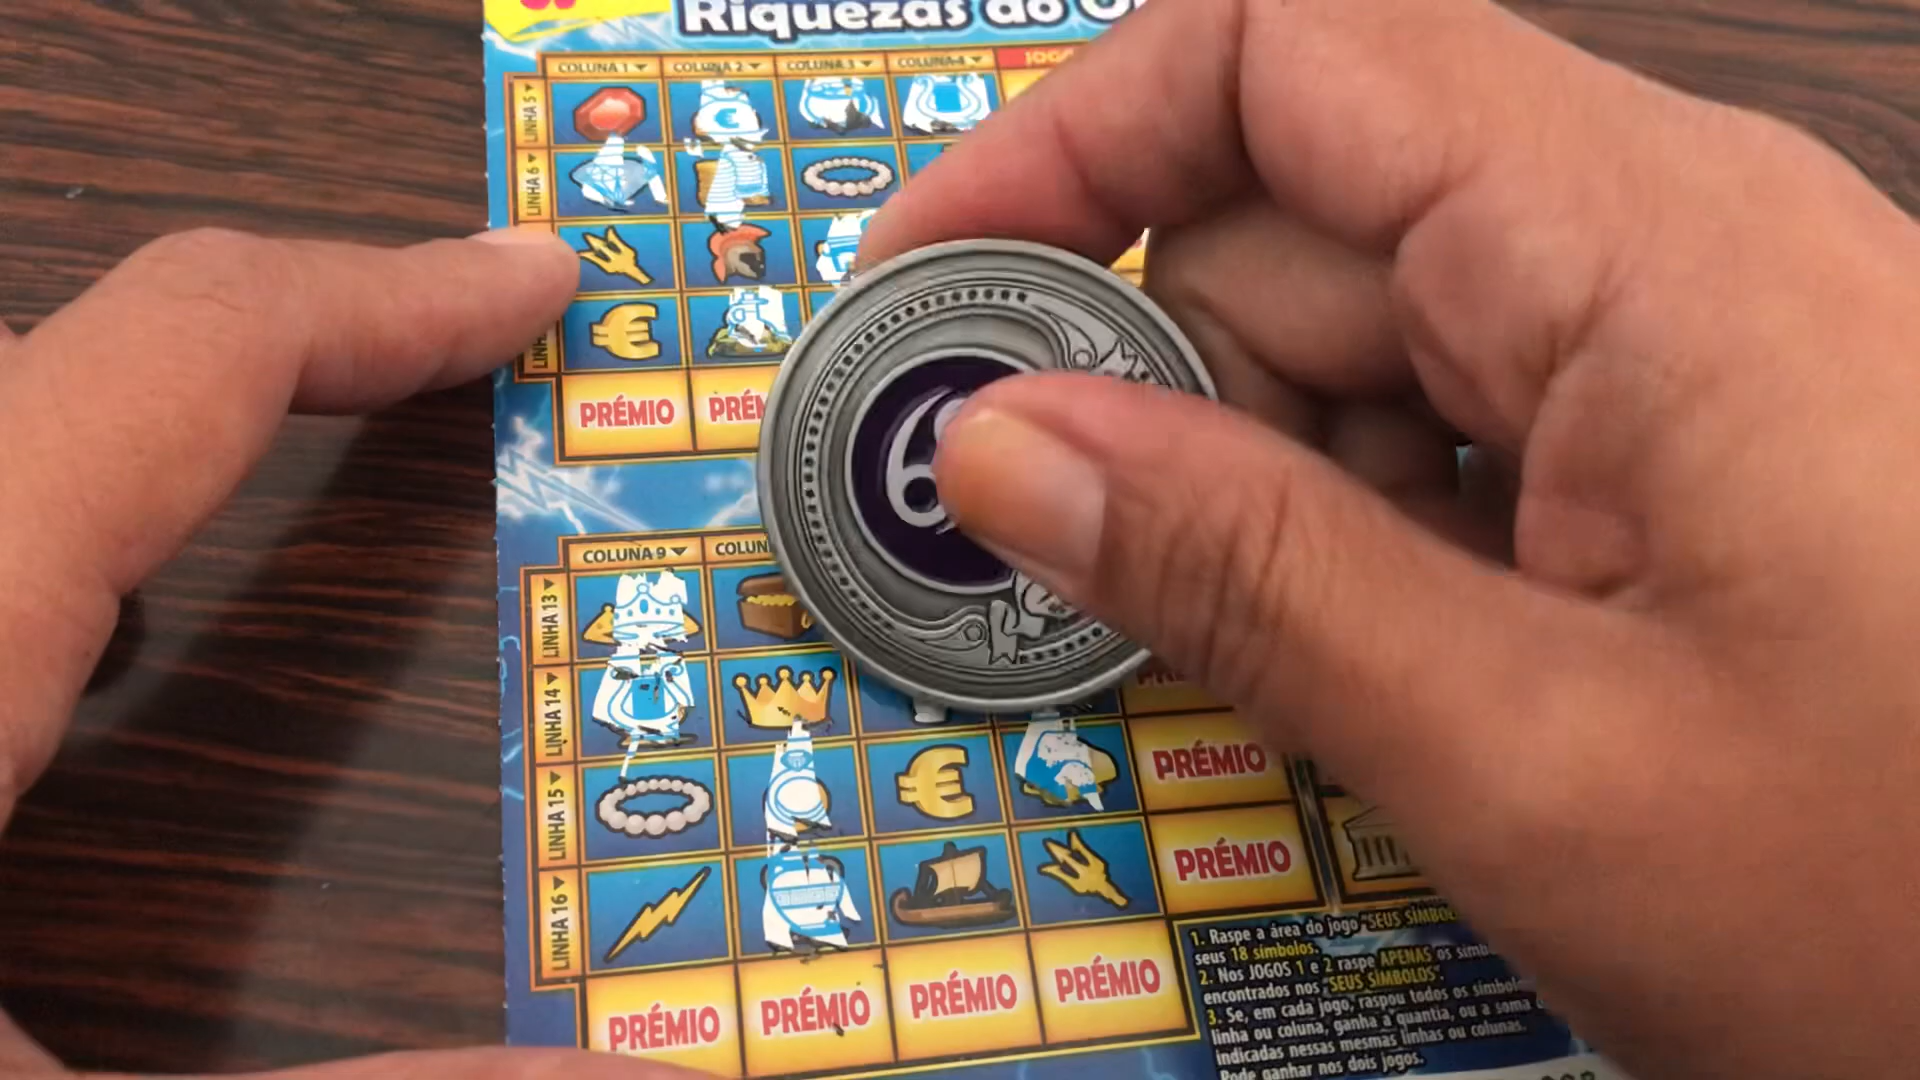 Riquezas do
COLUNA 1 COLUNA 2 COLUNA 3 COLUNA 4
LINHA 5
LINHA 6
€
€
PRÉMIO
6
COLUNA 9
LINHA 13
LINHA 14
LINHA 15
LINHA 16
€
PRÉMIO
PRÉMIO
PRÉMIO PRÉMIO PRÉMIO PRÉMIO
1. Raspe a área do jogo "SEUS
seus 18 símbolos.
2. Nos JOGOS 1 e 2 raspe APENAS os
encontrados nos "SEUS SÍMBOLOS".
3. Se, em cada jogo, raspou todos os
linha ou coluna, ganha a quantia, ou a soma
indicadas nessas mesmas linhas ou colunas.
Pode ganhar nos dois jogos.